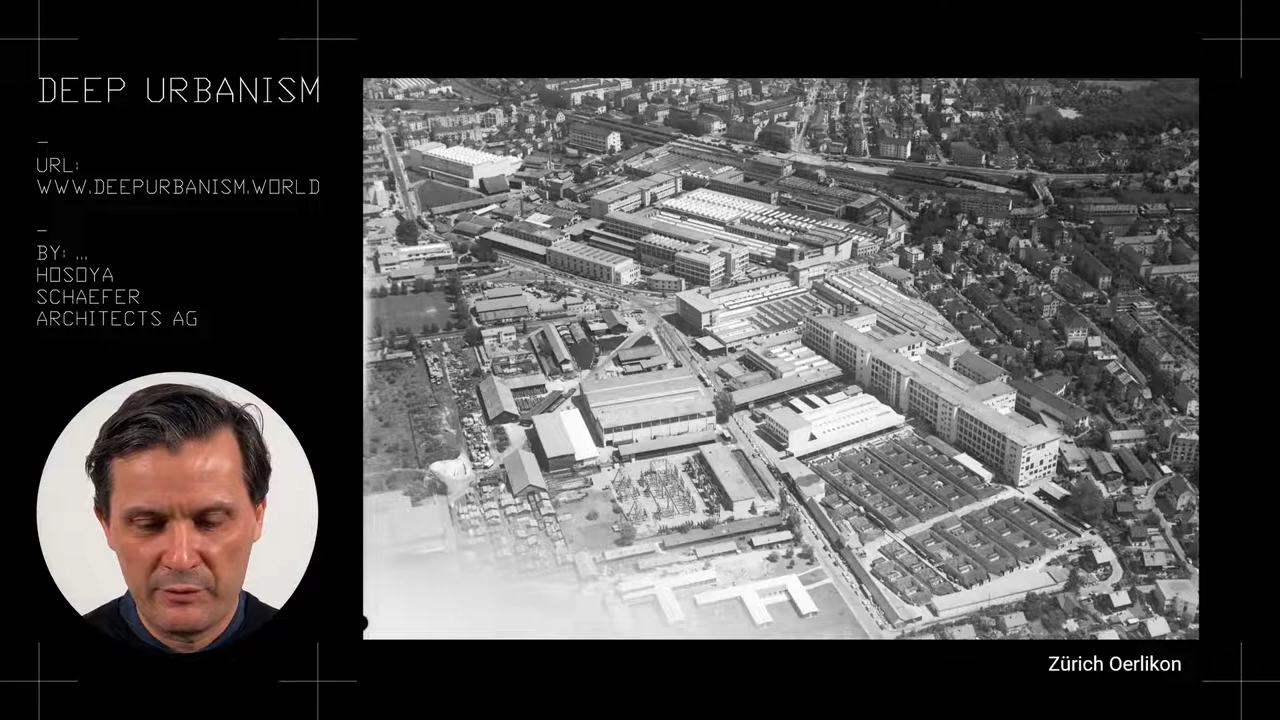 DEEP URBANISM
–
URL:
WWW.DEEPURBANISM.WORLD
–
BY: ...
HOSOYA
SCHAEFER
ARCHITECTS AG
Zürich Oerlikon